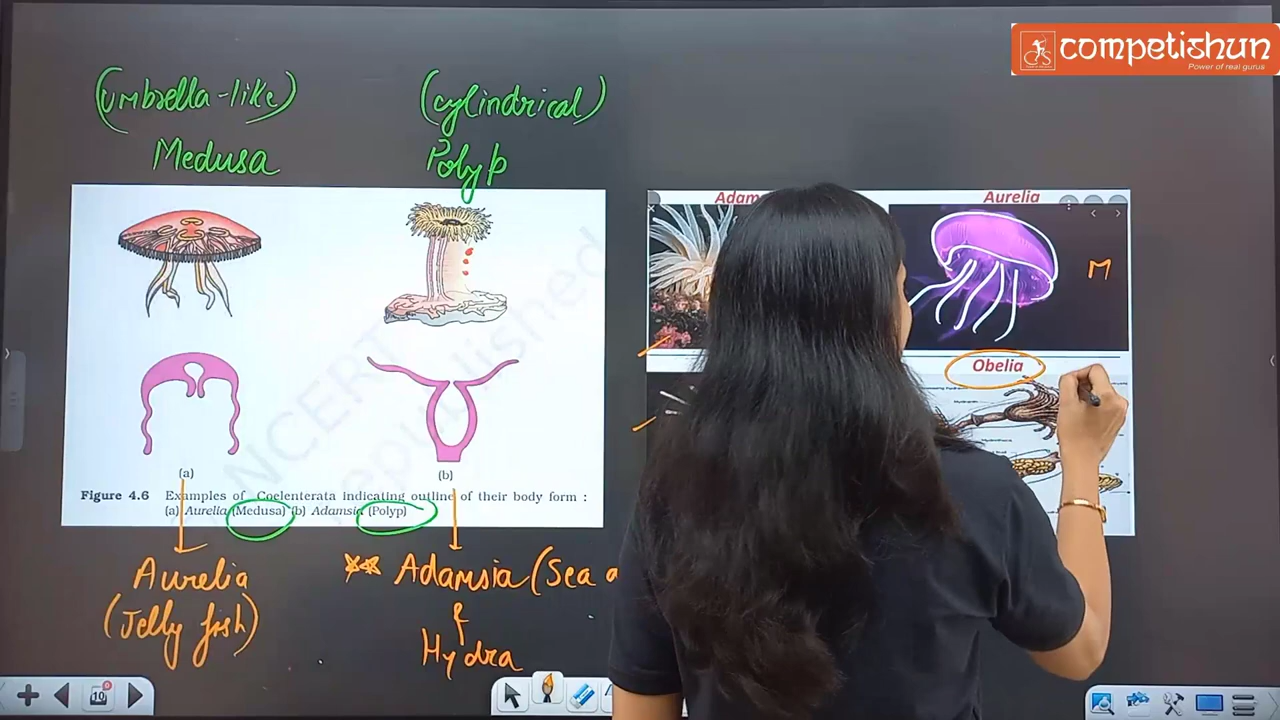 competishun
Power of real gurus
(Umbrella-like)
Medusa
(cylindrical)
Polyp
(a)
(b)
Figure 4.6 Examples of Coelenterata indicating outline of their body form :
(a) Aurelia (Medusa) (b) Adamsia (Polyp)
Aurelia
(Jelly fish)
Adamsia (Sea
&
Hydra
Aurelia
M
Obelia
10